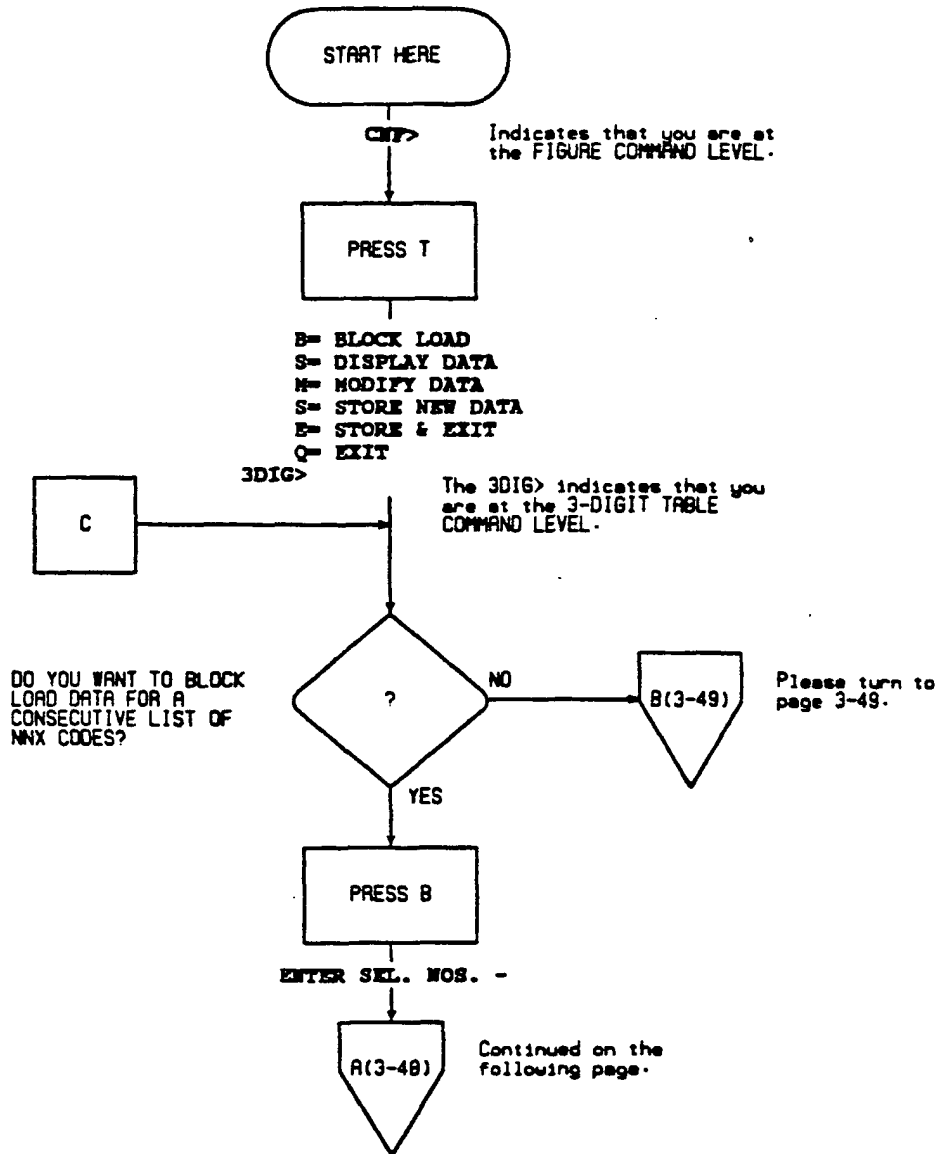 START HERE
CNF>
Indicates that you are at
the FIGURE COMMAND LEVEL.
PRESS T
B= BLOCK LOAD
S= DISPLAY DATA
M= MODIFY DATA
S= STORE NEW DATA
E= STORE & EXIT
Q= EXIT
3DIG>
The 3DIG> indicates that you
are at the 3-DIGIT TABLE
COMMAND LEVEL.
C
DO YOU WANT TO BLOCK
LOAD DATA FOR A
CONSECUTIVE LIST OF
NNX CODES?
?
NO
B(3-49)
Please turn to
page 3-49.
YES
PRESS B
ENTER SEL. NOS. -
A(3-48)
Continued on the
following page.